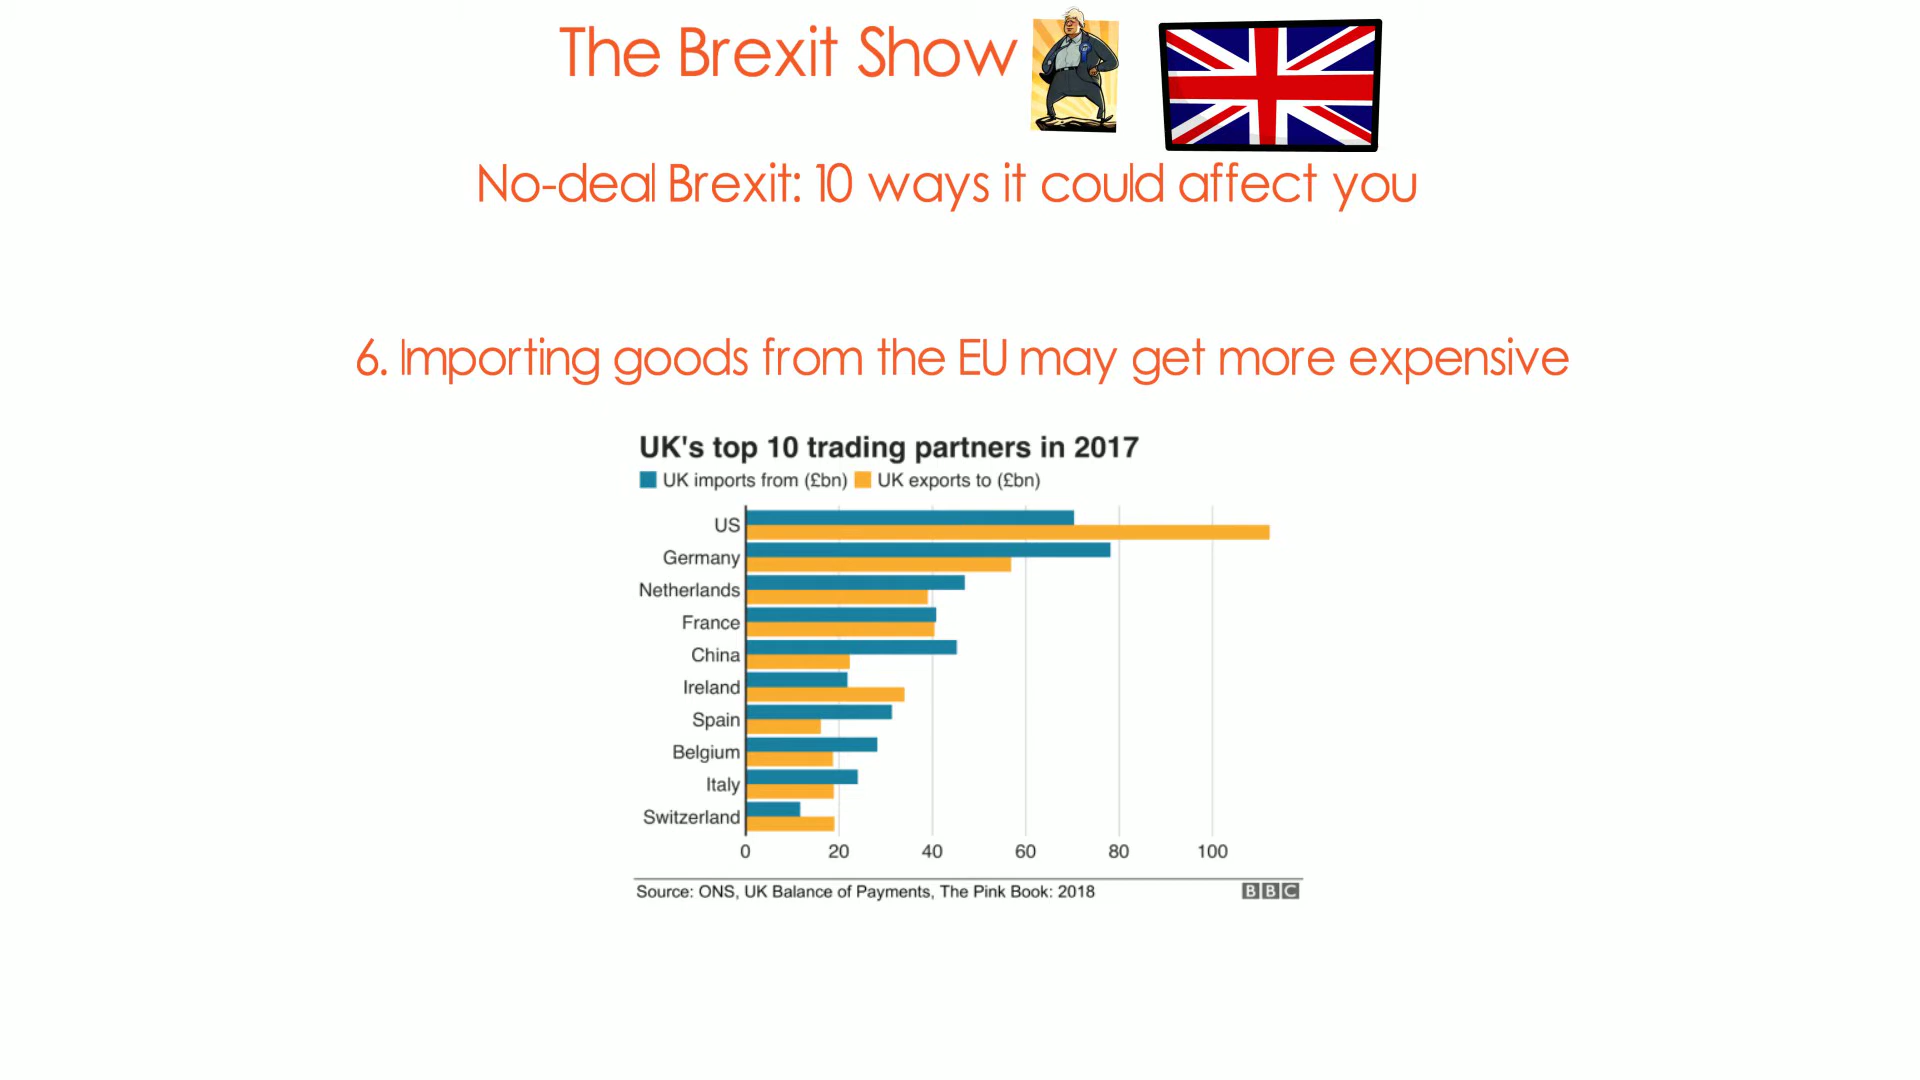 The Brexit Show
No-deal Brexit: 10 ways it could affect you
6. Importing goods from the EU may get more expensive
UK's top 10 trading partners in 2017
UK imports from (£bn) UK exports to (£bn)
US
Germany
Netherlands
France
China
Ireland
Spain
Belgium
Italy
Switzerland
0 20 40 60 80 100
Source: ONS, UK Balance of Payments, The Pink Book: 2018 BBC